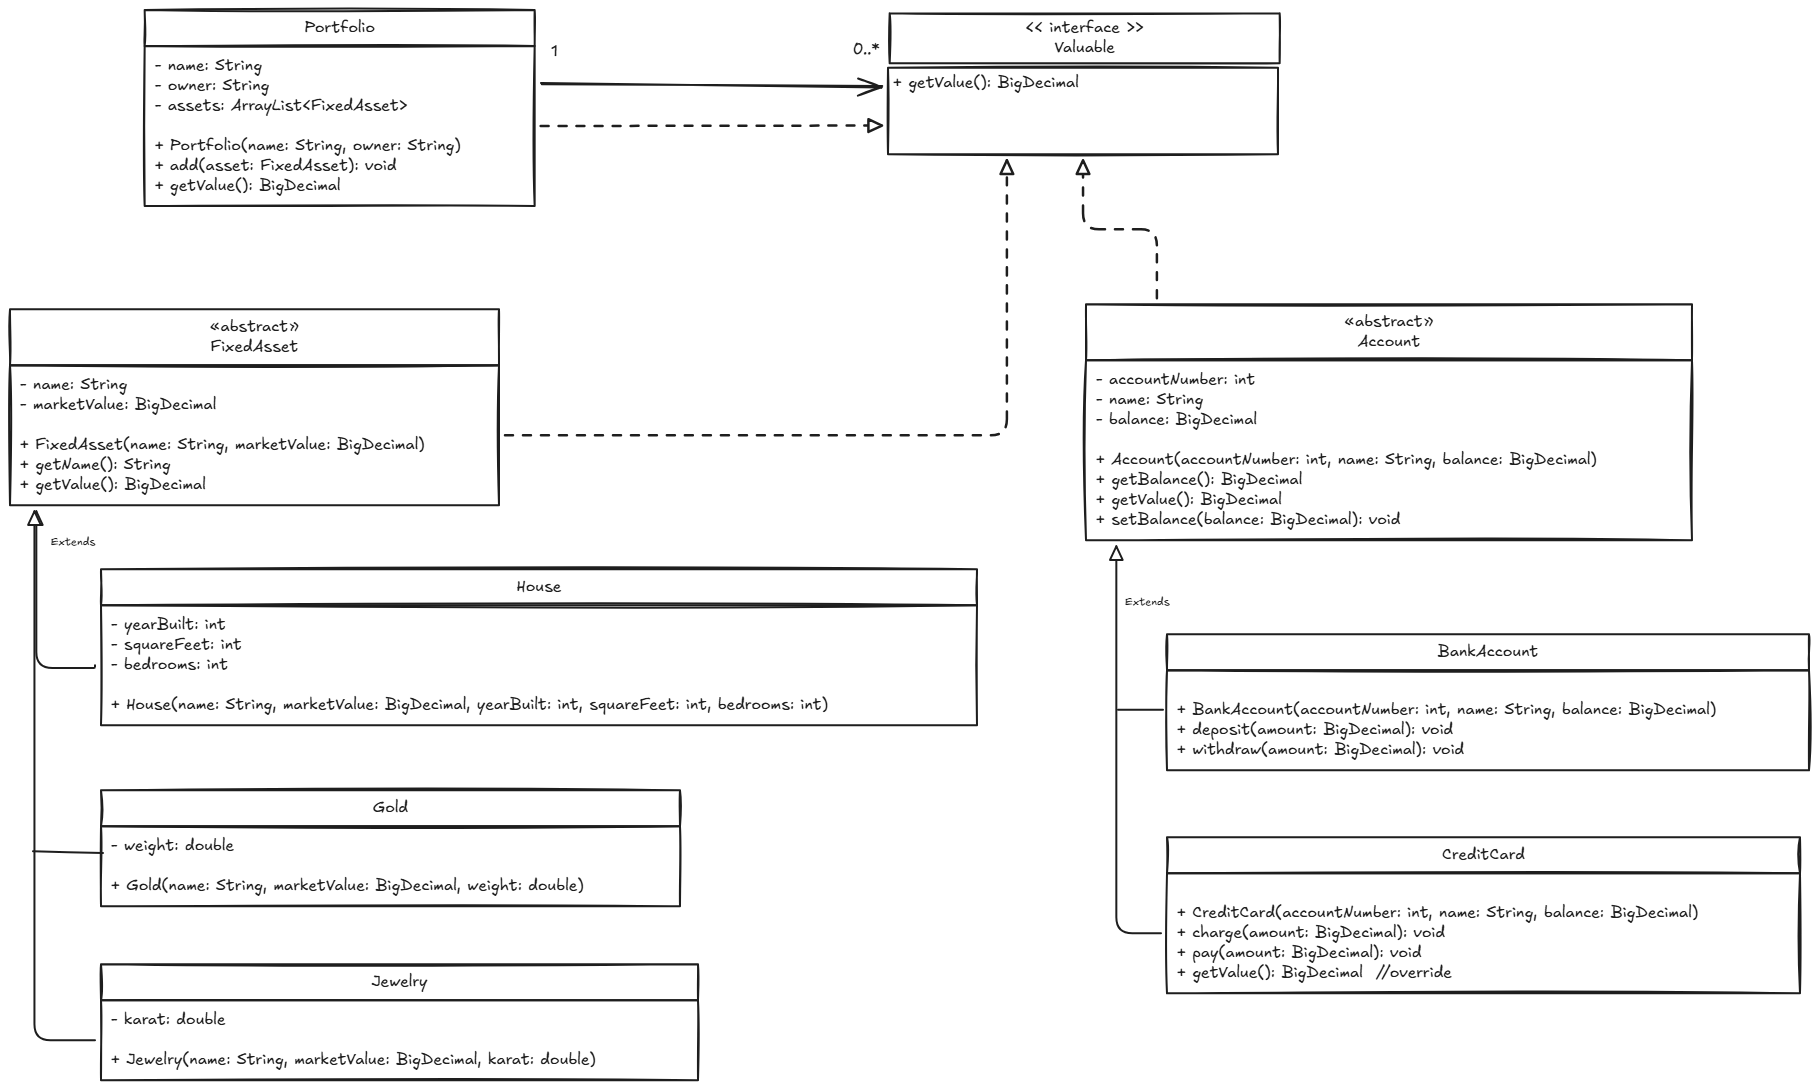 Portfolio
- name: String
- owner: String
- assets: ArrayList<FixedAsset>
+ Portfolio(name: String, owner: String)
+ add(asset: FixedAsset): void
+ getValue(): BigDecimal
1
0..*
<< interface >>
Valuable
+ getValue(): BigDecimal
«abstract»
FixedAsset
- name: String
- marketValue: BigDecimal
+ FixedAsset(name: String, marketValue: BigDecimal)
+ getName(): String
+ getValue(): BigDecimal
«abstract»
Account
- accountNumber: int
- name: String
- balance: BigDecimal
+ Account(accountNumber: int, name: String, balance: BigDecimal)
+ getBalance(): BigDecimal
+ getValue(): BigDecimal
+ setBalance(balance: BigDecimal): void
Extends
House
- yearBuilt: int
- squareFeet: int
- bedrooms: int
+ House(name: String, marketValue: BigDecimal, yearBuilt: int, squareFeet: int, bedrooms: int)
Extends
BankAccount
+ BankAccount(accountNumber: int, name: String, balance: BigDecimal)
+ deposit(amount: BigDecimal): void
+ withdraw(amount: BigDecimal): void
Gold
- weight: double
+ Gold(name: String, marketValue: BigDecimal, weight: double)
CreditCard
+ CreditCard(accountNumber: int, name: String, balance: BigDecimal)
+ charge(amount: BigDecimal): void
+ pay(amount: BigDecimal): void
+ getValue(): BigDecimal //override
Jewelry
- karat: double
+ Jewelry(name: String, marketValue: BigDecimal, karat: double)